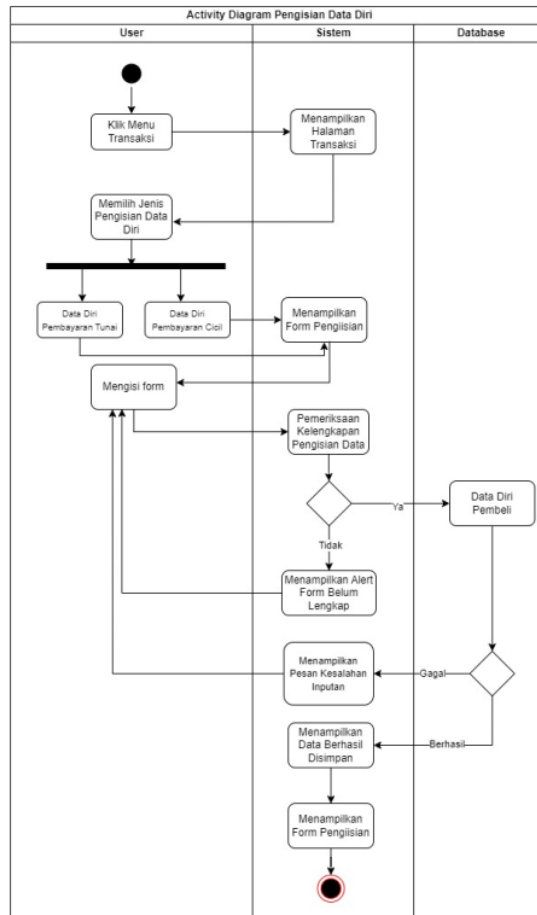 Activity Diagram Pengisian Data Diri
User
Sistem
Database
Klik Menu
Transaksi
Menampilkan
Halaman
Transaksi
Memilih Jenis
Pengisian Data
Diri
Data Diri
Pembayaran Tunai
Data Diri
Pembayaran Cicil
Menampilkan
Form Pengiisian
Mengisi form
Pemeriksaan
Kelengkapan
Pengisian Data
Ya
Data Diri
Pembeli
Tidak
Menampilkan Alert
Form Belum
Lengkap
Menampilkan
Pesan Kesalahan
Inputan
Gagal
Menampilkan
Data Berhasil
Disimpan
Berhasil
Menampilkan
Form Pengiisian